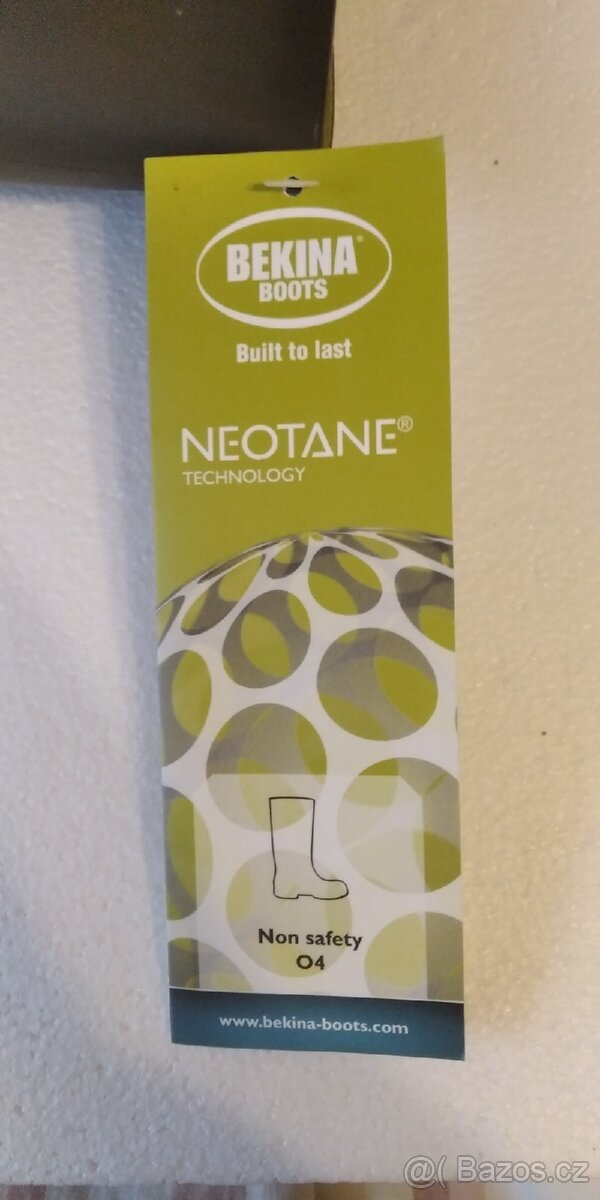 BEKINA®
BOOTS
Built to last
NEOTANE®
TECHNOLOGY
Non safety
O4
www.bekina-boots.com
@( Bazos.cz